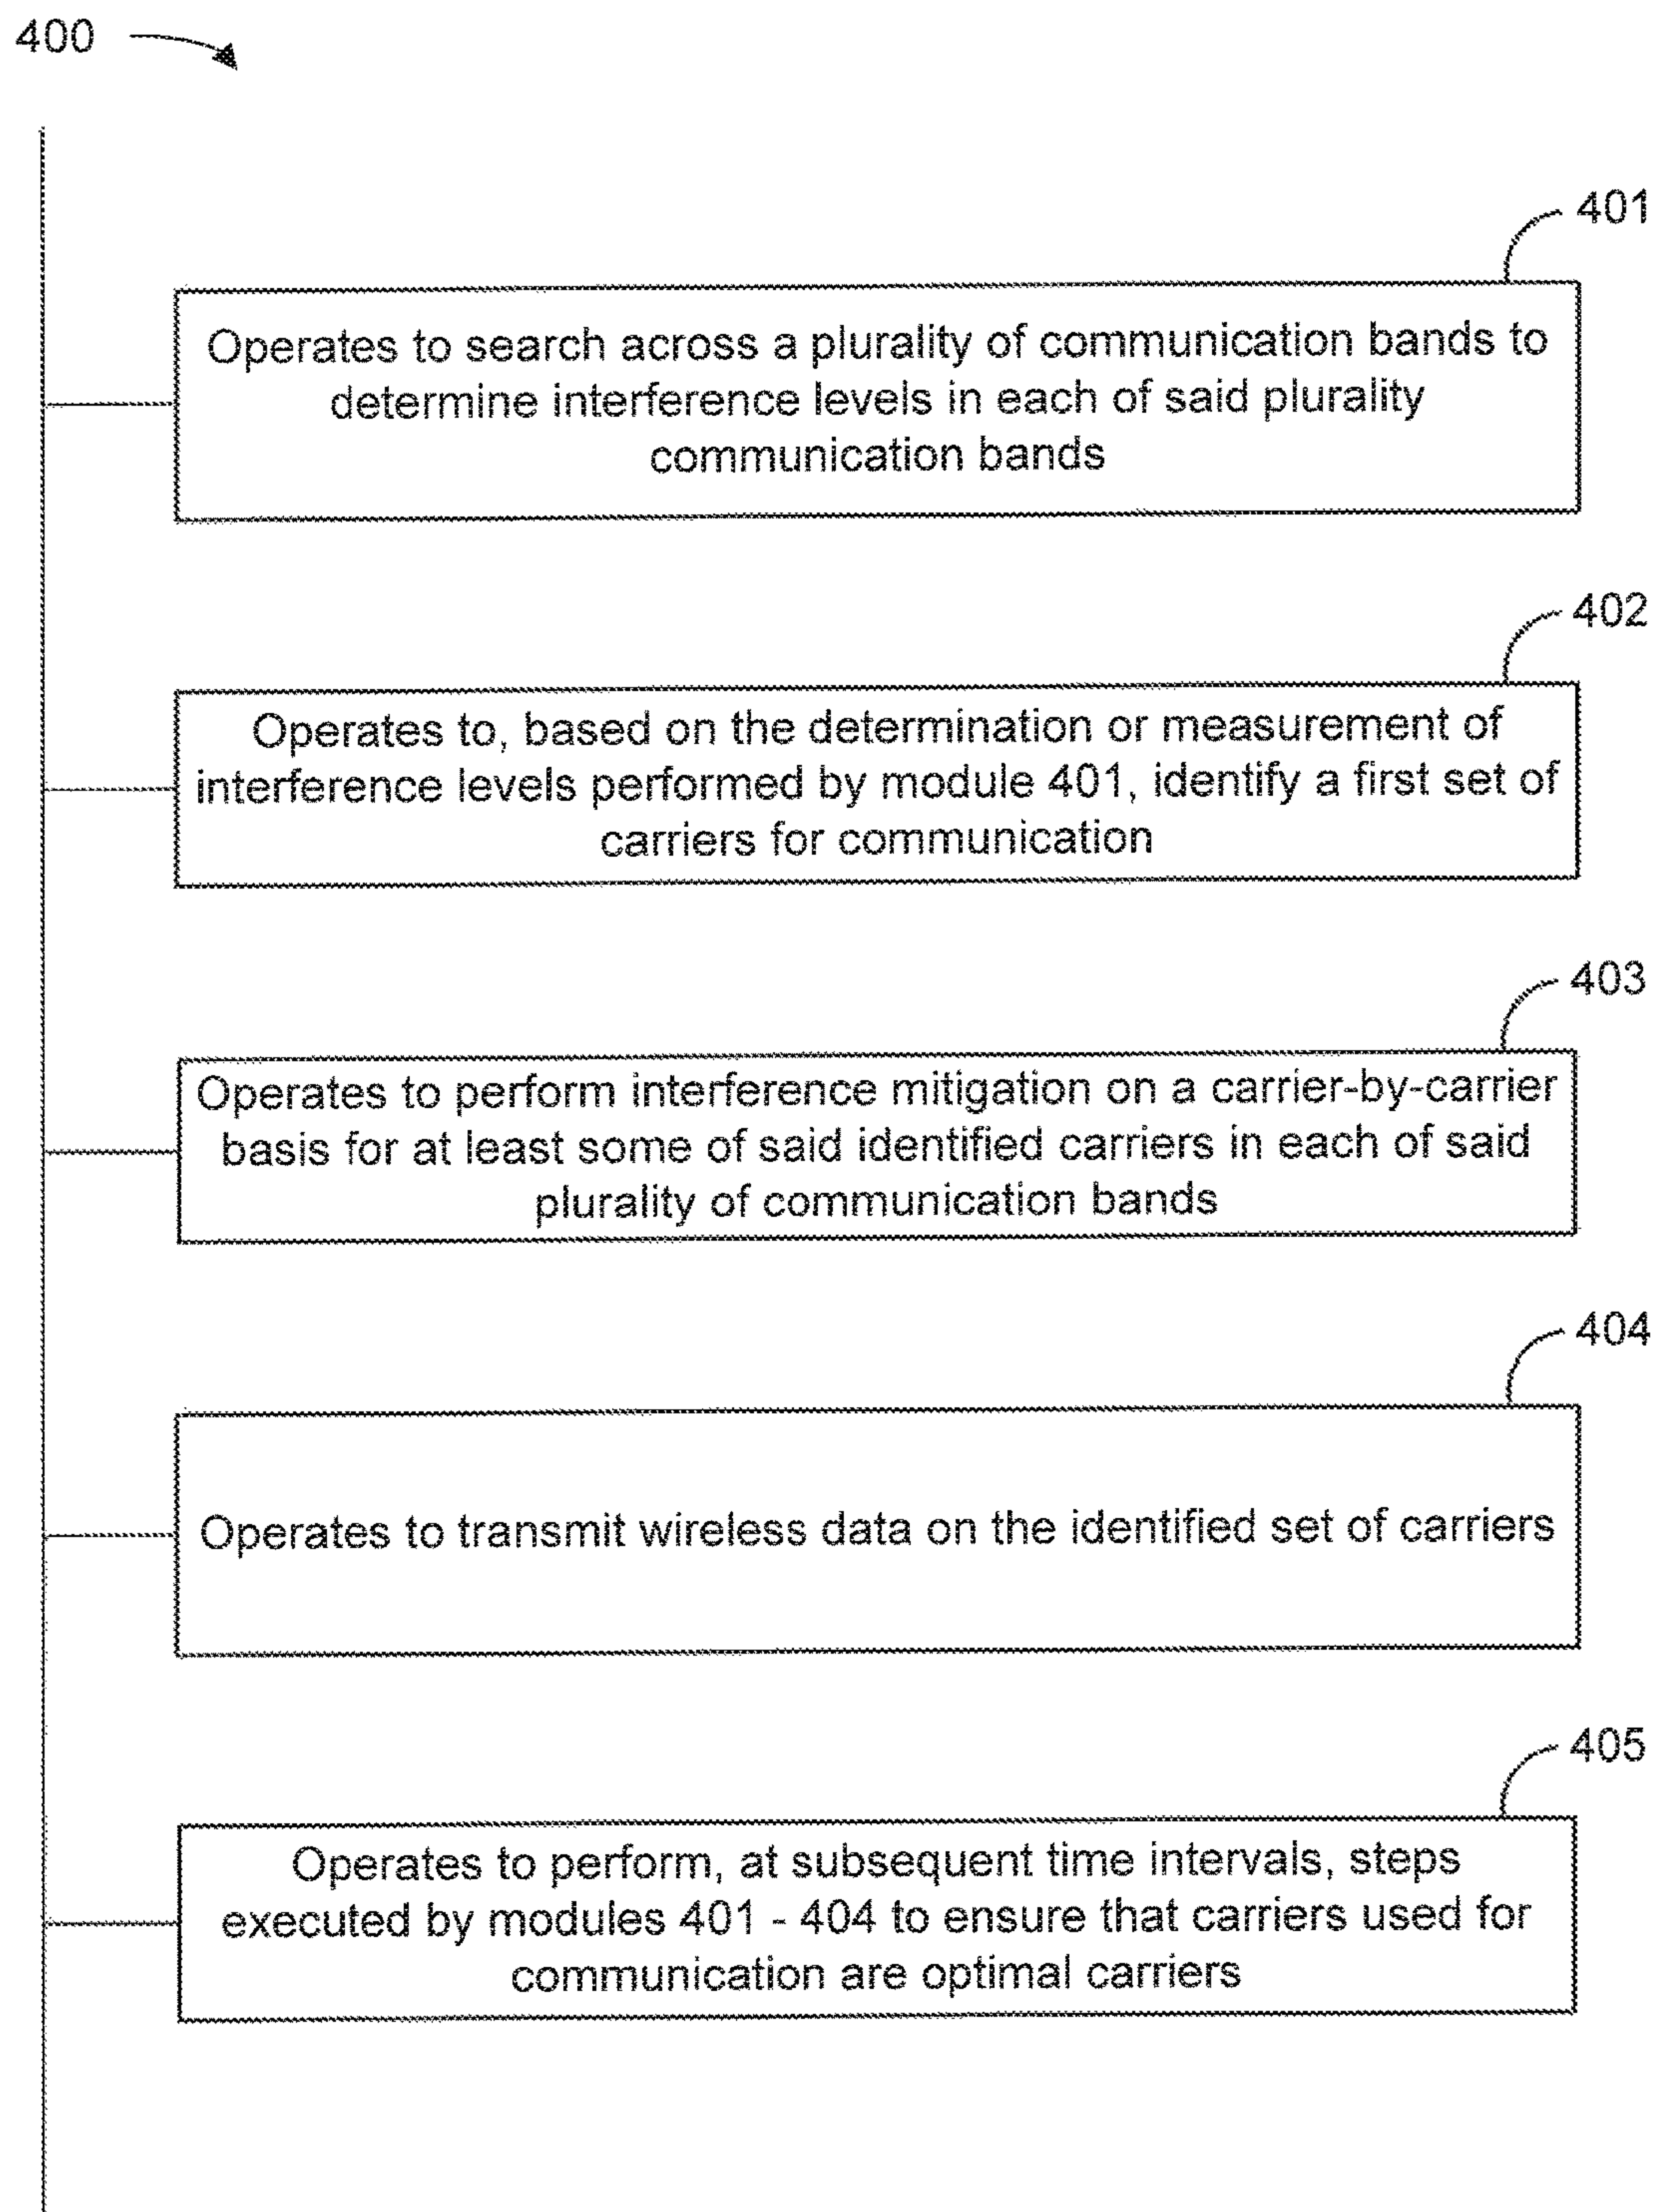 400
401
Operates to search across a plurality of communication bands to
determine interference levels in each of said plurality
communication bands
402
Operates to, based on the determination or measurement of
interference levels performed by module 401, identify a first set of
carriers for communication
403
Operates to perform interference mitigation on a carrier-by-carrier
basis for at least some of said identified carriers in each of said
plurality of communication bands
404
Operates to transmit wireless data on the identified set of carriers
405
Operates to perform, at subsequent time intervals, steps
executed by modules 401 - 404 to ensure that carriers used for
communication are optimal carriers